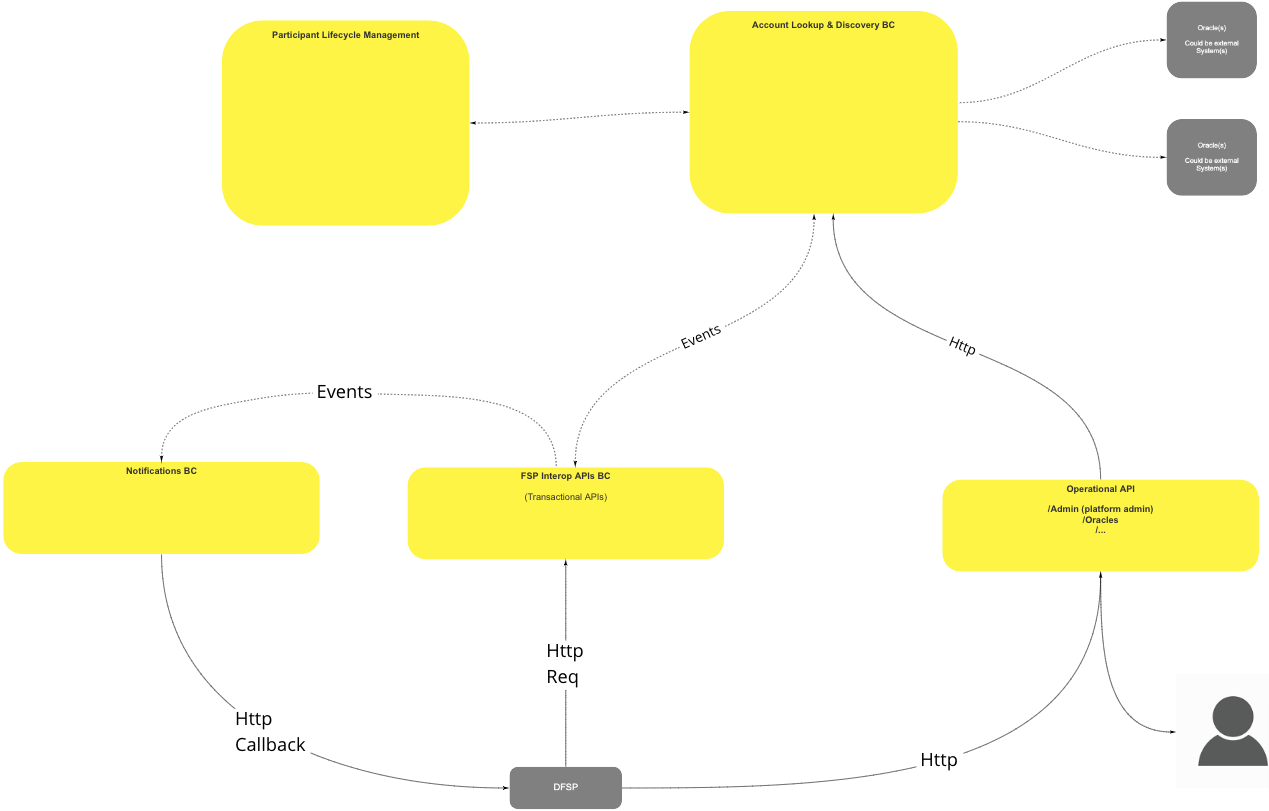 Participant Lifecycle Management
Account Lookup & Discovery BC
Oracle(s)
Could be external
System(s)
Oracle(s)
Could be external
System(s)
Events
Http
Events
Notifications BC
FSP Interop APIs BC
(Transactional APIs)
Operational API
/Admin (platform admin)
/Oracles
/...
Http
Req
Http
Callback
Http
DFSP